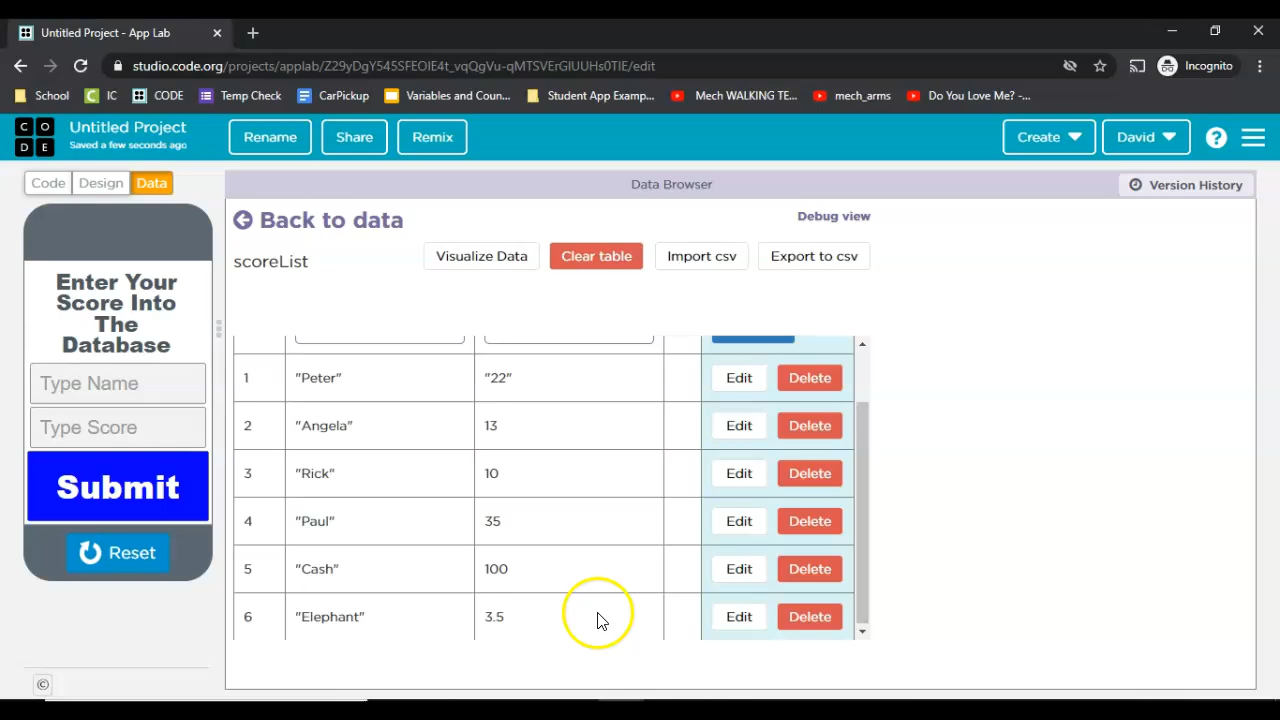 Untitled Project - App Lab
studio.code.org/projects/applab/Z29yDgY545SFEOIE4t_vqQgVu-qMTSVErGlUUHs0TIE/edit
Incognito
School IC CODE Temp Check CarPickup Variables and Coun... Student App Examp... Mech WALKING TE... mech_arms Do You Love Me? -...
C O
D E
Untitled Project
Saved a few seconds ago
Rename Share Remix Create David ?
Code Design Data
Data Browser
Version History
Back to data
Debug view
scoreList
Visualize Data Clear table Import csv Export to csv
Enter Your
Score Into
The
Database
Type Name
Type Score
Submit
Reset
1 "Peter" "22" Edit Delete
2 "Angela" 13 Edit Delete
3 "Rick" 10 Edit Delete
4 "Paul" 35 Edit Delete
5 "Cash" 100 Edit Delete
6 "Elephant" 3.5 Edit Delete
©